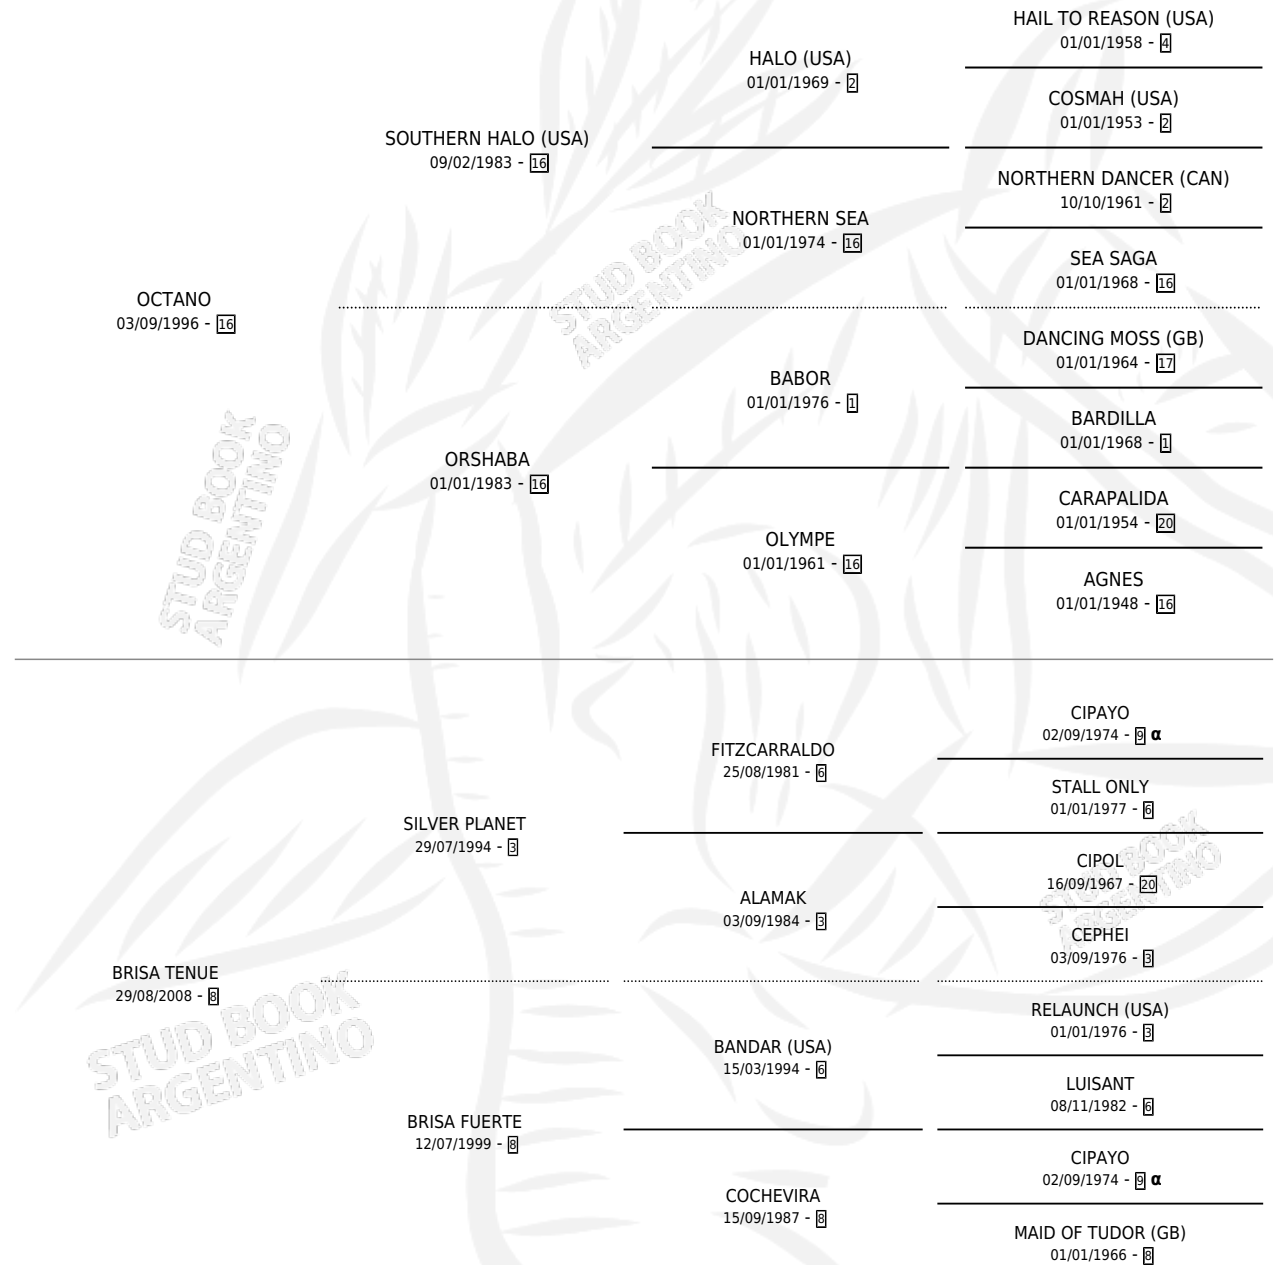 HAIL TO REASON (USA)
01/01/1958 - 4
HALO (USA)
01/01/1969 - 2
COSMAH (USA)
01/01/1953 - 2
SOUTHERN HALO (USA)
09/02/1983 - 16
NORTHERN DANCER (CAN)
10/10/1961 - 2
NORTHERN SEA
01/01/1974 - 16
SEA SAGA
01/01/1968 - 16
STUD BOOK
ARGENTINO
OCTANO
03/09/1996 - 16
DANCING MOSS (GB)
01/01/1964 - 17
BABOR
01/01/1976 - 1
BARDILLA
01/01/1968 - 1
ORSHABA
01/01/1983 - 16
CARAPALIDA
01/01/1954 - 20
OLYMPE
01/01/1961 - 16
AGNES
01/01/1948 - 16
STUD BOOK
ARGENTINO
CIPAYO
02/09/1974 - 9 α
FITZCARRALDO
25/08/1981 - 6
STALL ONLY
01/01/1977 - 6
SILVER PLANET
29/07/1994 - 3
CIPOL
16/09/1967 - 20
STUD BOOK
ARGENTINO
ALAMAK
03/09/1984 - 3
CEPHEI
03/09/1976 - 3
BRISA TENUE
29/08/2008 - 8
STUD BOOK
ARGENTINO
RELAUNCH (USA)
01/01/1976 - 3
BANDAR (USA)
15/03/1994 - 6
LUISANT
08/11/1982 - 6
BRISA FUERTE
12/07/1999 - 8
CIPAYO
02/09/1974 - 9 α
COCHEVIRA
15/09/1987 - 8
MAID OF TUDOR (GB)
01/01/1966 - 8